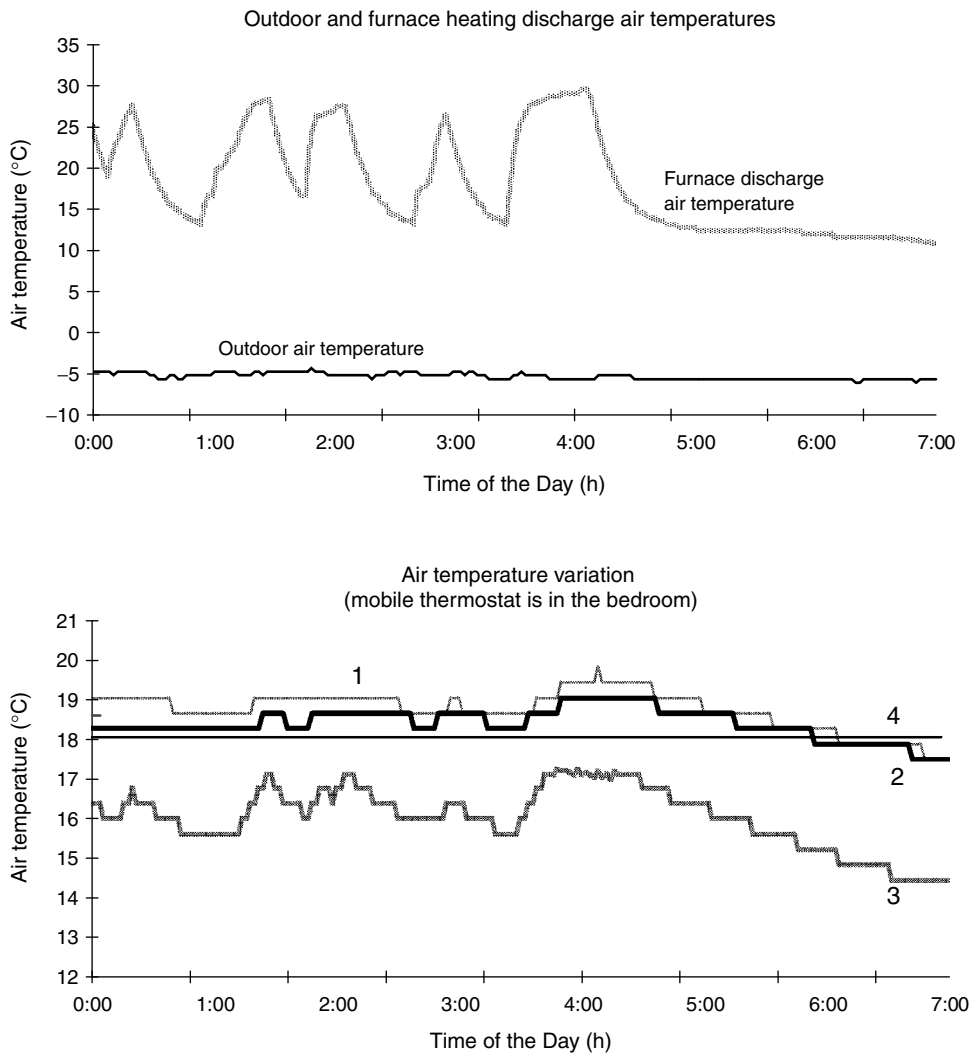 Outdoor and furnace heating discharge air temperatures
35
30
25
20
15
10
5
0
−5
−10
Air temperature (°C)
Furnace discharge
air temperature
Outdoor air temperature
0:00 1:00 2:00 3:00 4:00 5:00 6:00 7:00
Time of the Day (h)
Air temperature variation
(mobile thermostat is in the bedroom)
21
20
19
18
17
16
15
14
13
12
Air temperature (°C)
1
4
2
3
0:00 1:00 2:00 3:00 4:00 5:00 6:00 7:00
Time of the Day (h)